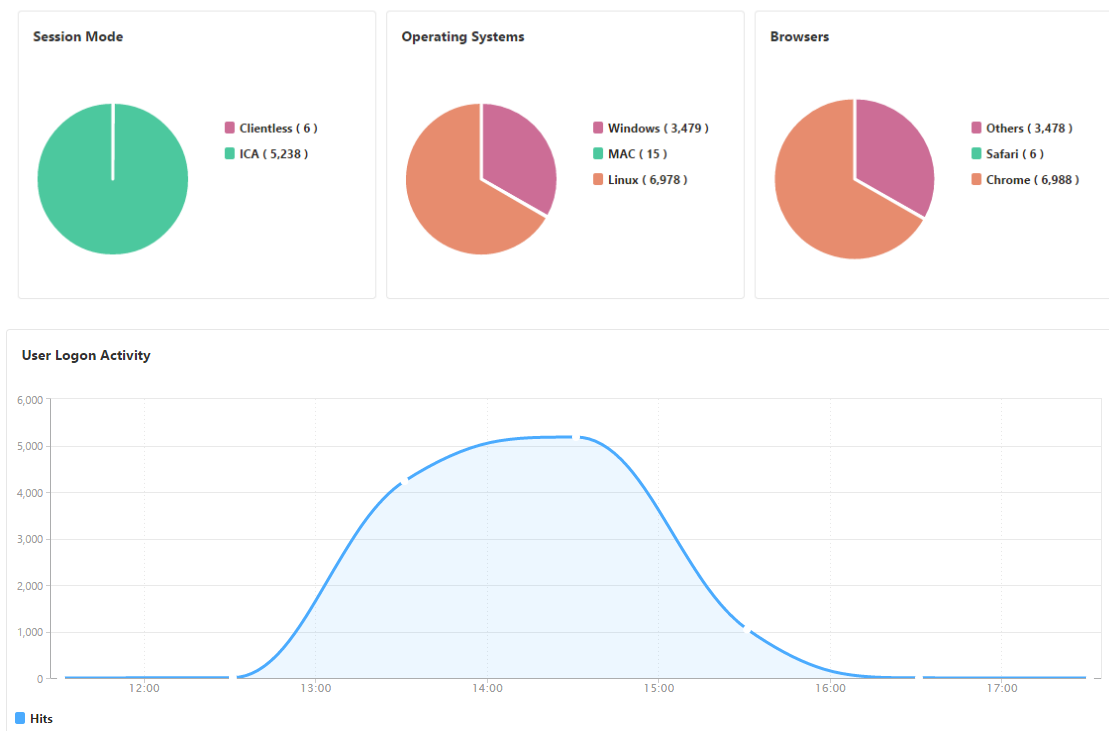 Session Mode
Clientless ( 6 )
ICA ( 5,238 )
Operating Systems
Windows ( 3,479 )
MAC ( 15 )
Linux ( 6,978 )
Browsers
Others ( 3,478 )
Safari ( 6 )
Chrome ( 6,988 )
User Logon Activity
6,000
5,000
4,000
3,000
2,000
1,000
0
12:00 13:00 14:00 15:00 16:00 17:00
Hits